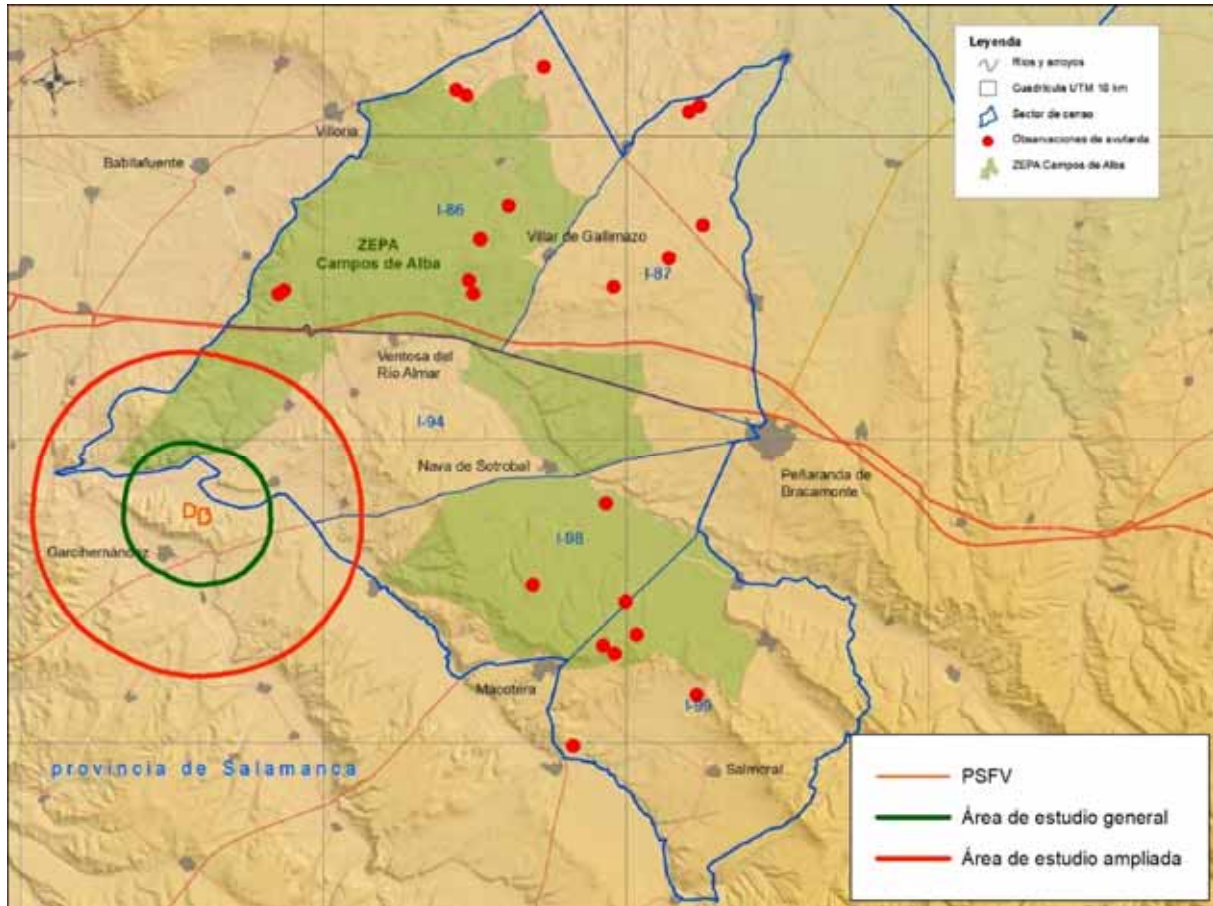 Leyenda
Ríos y arroyos
Cuadrícula UTM 10 km
Sector de censo
Observaciones de avutarda
ZEPA Campos de Alba
Villoria
Babilafuente
I-86
ZEPA
Campos de Alba
Villar de Gallimazo
I-87
Ventosa del
Río Almar
I-94
Nava de Sotrobal
Peñaranda de
Bracamonte
I-98
Garcihernández
Macotera
I-99
Salmoral
provincia de Salamanca
PSFV
Área de estudio general
Área de estudio ampliada